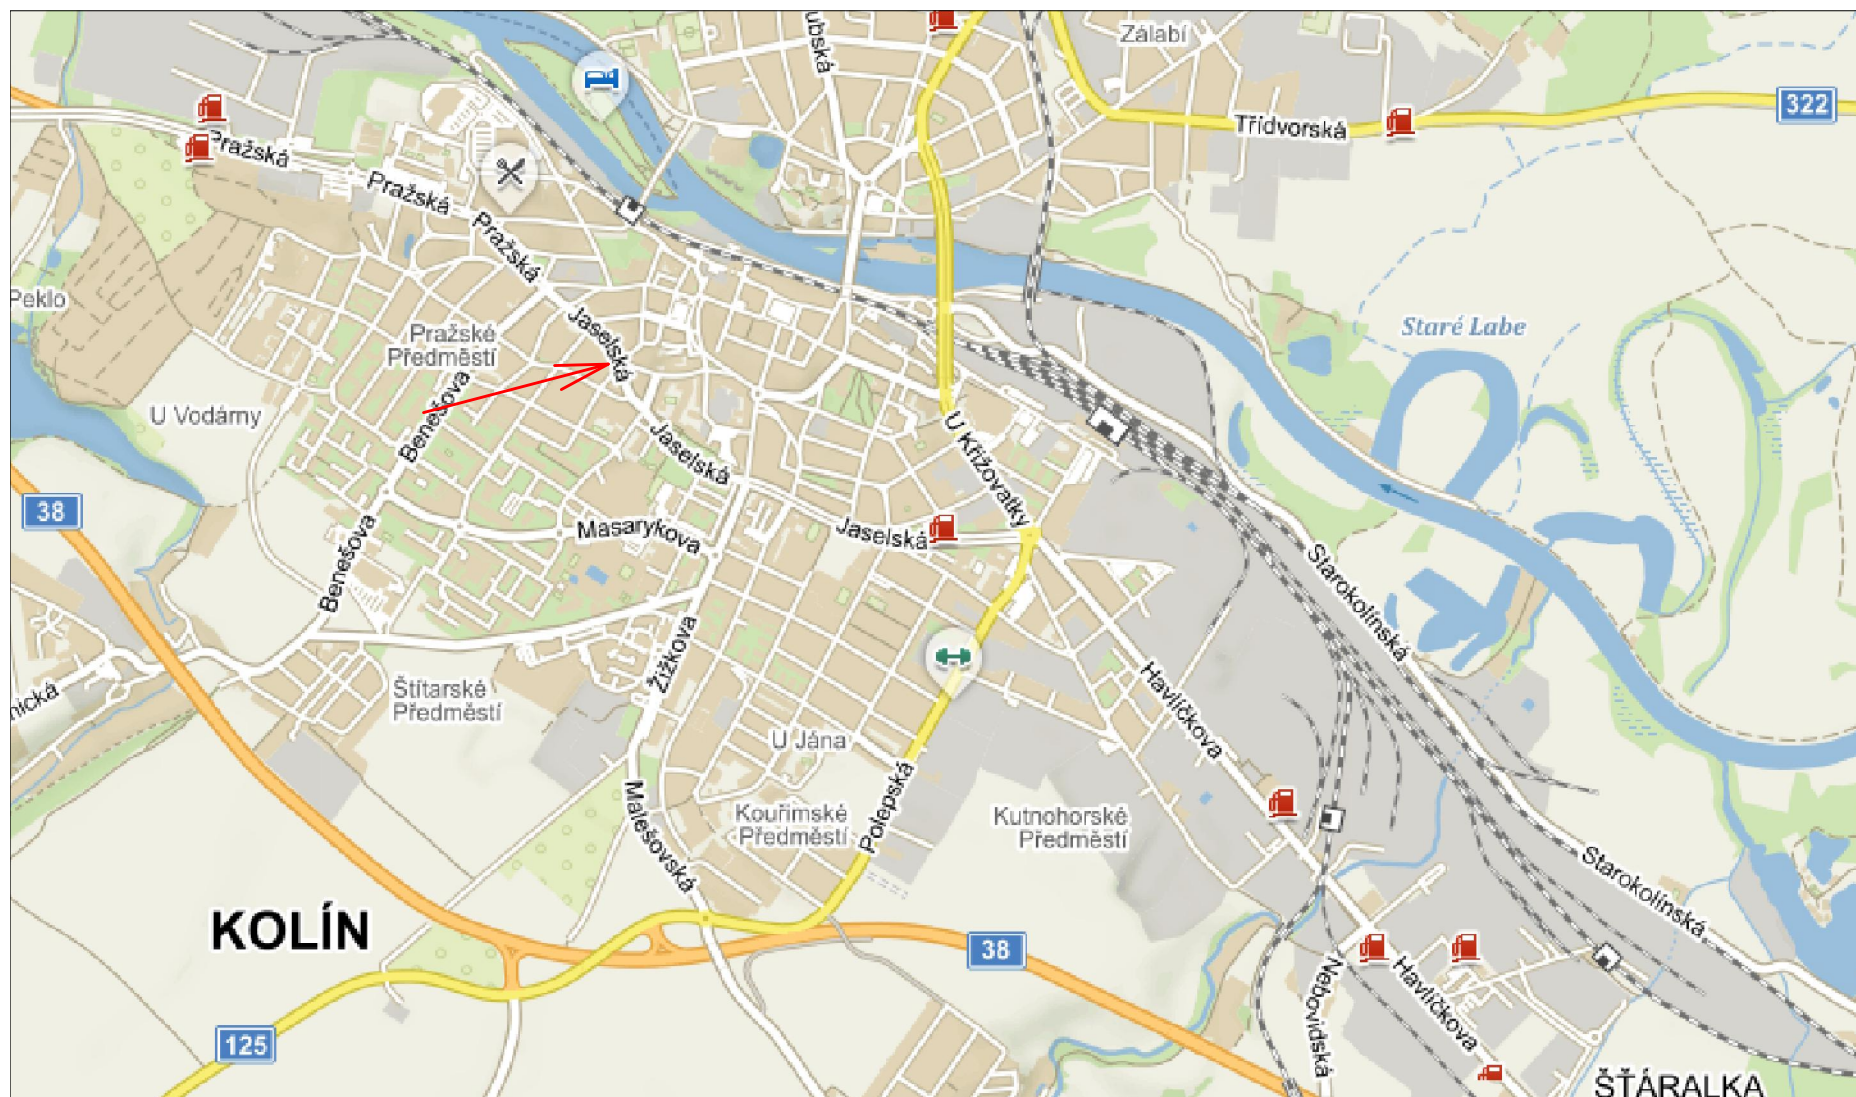 Zálabí
322
Třídvorská
Pražská
Pražská
Pražská
Peklo
Jaselská
Pražské
Předměstí
Staré Labe
U Vodárny
Benešova
Jaselská
U Křižovatky
38
Masarykova
Jaselská
Benešova
Starokolínská
Žižkova
Štítarské
Předměstí
Havlíčkova
U Jána
Malešovská
Polepská
Kouřimské
Předměstí
Kutnohorské
Předměstí
Starokolínská
KOLÍN
38
Nebovidská
Havlíčkova
125
ŠŤÁRALKA